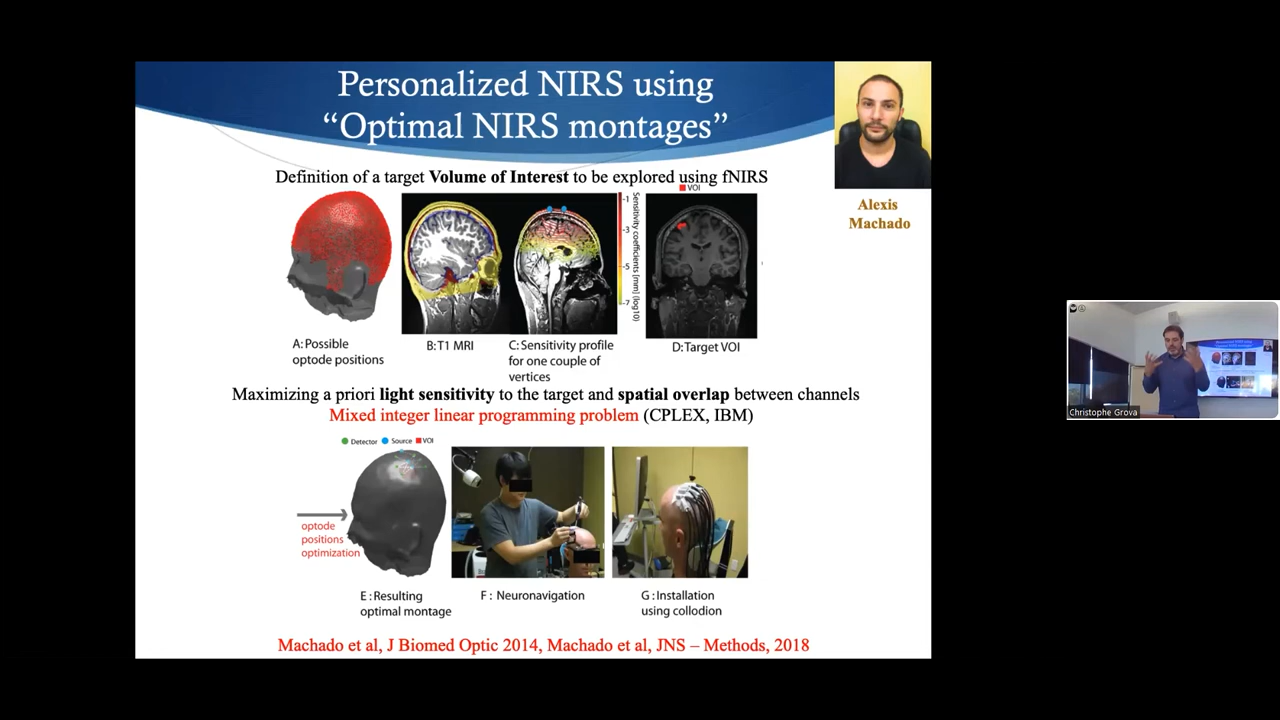 Personalized NIRS using
“Optimal NIRS montages”
Alexis
Machado
Definition of a target Volume of Interest to be explored using fNIRS
VOI
Sensitivity coefficients [mm] (log10)
-1
-3
-5
-7
A: Possible
optode positions
B: T1 MRI
C: Sensitivity profile
for one couple of
vertices
D: Target VOI
Maximizing a priori light sensitivity to the target and spatial overlap between channels
Mixed integer linear programming problem (CPLEX, IBM)
Detector Source VOI
optode
positions
optimization
E : Resulting
optimal montage
F : Neuronavigation
G : Installation
using collodion
Machado et al, J Biomed Optic 2014, Machado et al, JNS – Methods, 2018
Christophe Grova